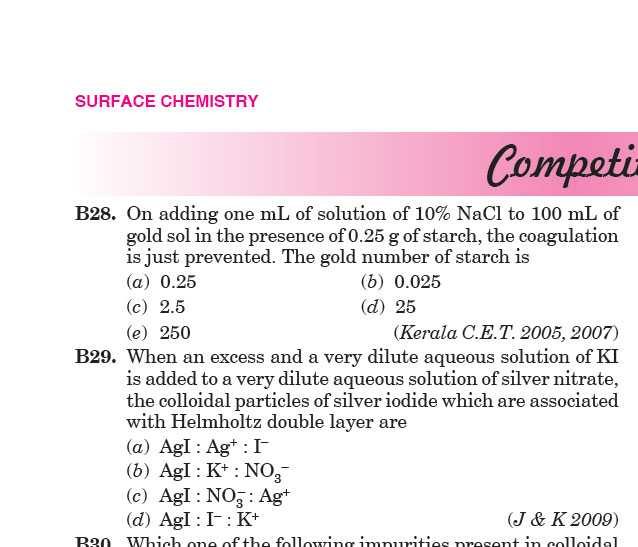 SURFACE CHEMISTRY
B28. On adding one mL of solution of 10% NaCl to 100 mL of
gold sol in the presence of 0.25 g of starch, the coagulation
is just prevented. The gold number of starch is
(a) 0.25 (b) 0.025
(c) 2.5 (d) 25
(e) 250 (Kerala C.E.T. 2005, 2007)
B29. When an excess and a very dilute aqueous solution of KI
is added to a very dilute aqueous solution of silver nitrate,
the colloidal particles of silver iodide which are associated
with Helmholtz double layer are
(a) AgI : Ag⁺ : I⁻
(b) AgI : K⁺ : NO₃⁻
(c) AgI : NO₃⁻ : Ag⁺
(d) AgI : I⁻ : K⁺ (J & K 2009)
B30. Which one of the following impurities present in colloidal